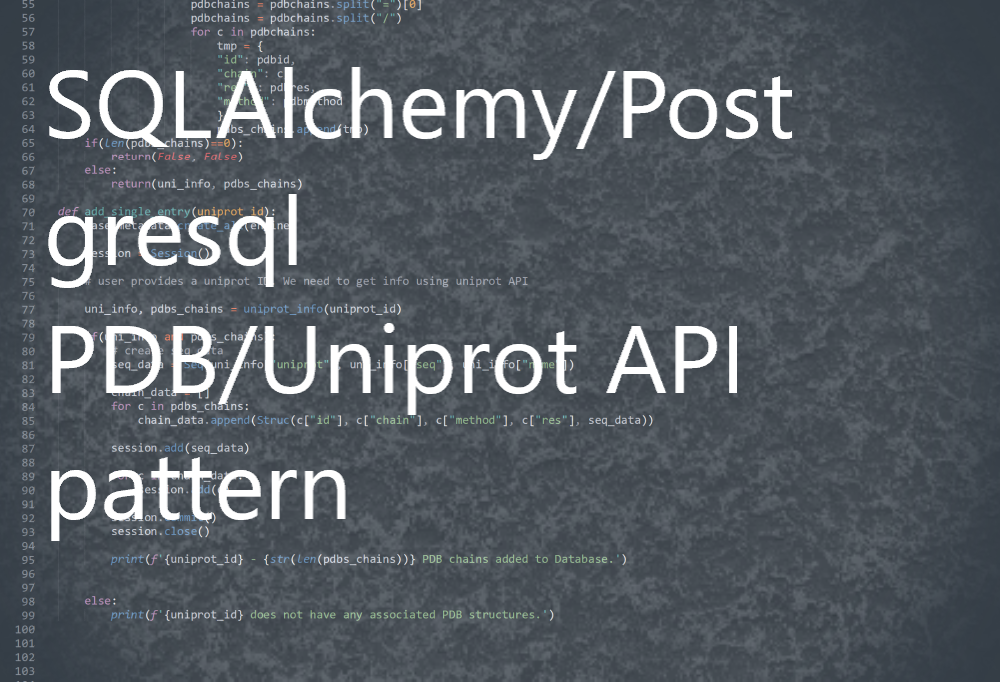 55 pdbchains = pdbchains.split("=")[0]
56 pdbchains = pdbchains.split("/")
57 for c in pdbchains:
58 tmp = {
59 "id": pdbid,
60 "chain": c
61 pdbres,
62 "method": pdbmethod
63 }
64 pdbs_chains.append(tmp)
SQLAlchemy/Post
65 if(len(pdbs_chains)==0):
66 return(False, False)
67 else:
68 return(uni_info, pdbs_chains)
69
70 def add_single_entry(uniprot_id):
71 Base.metadata.create_all(engine)
72
gresql
73 session = Session()
74
75 # user provides a uniprot ID. We need to get info using uniprot API
76
77 uni_info, pdbs_chains = uniprot_info(uniprot_id)
78
79 if(uni_info and pdbs_chains):
80 # create seq_data
PDB/Uniprot API
81 seq_data = uni_info["uniprot"], uni_info["seq"], uni_info["name"])
82
83 chain_data = []
84 for c in pdbs_chains:
85 chain_data.append(Struc(c["id"], c["chain"], c["method"], c["res"], seq_data))
86
87 session.add(seq_data)
88
pattern
89
90 session.add(
91
92 session.commit()
93 session.close()
94
95 print(f'{uniprot_id} - {str(len(pdbs_chains))} PDB chains added to Database.')
96
97
98 else:
99 print(f'{uniprot_id} does not have any associated PDB structures.')
100
101
102
103